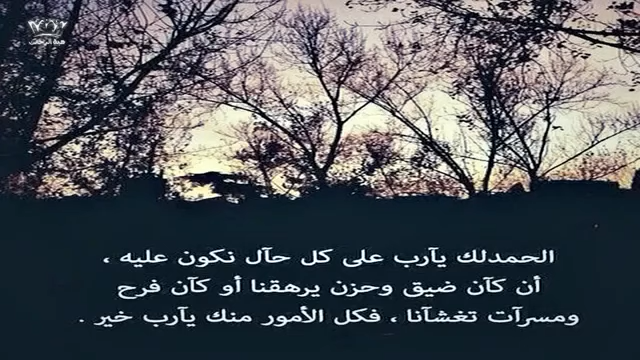 الحمدلك يآرب على كل حآل نكون عليه ،
أن كآن ضيق وحزن يرهقنا أو كآن فرح
ومسرآت تغشآنا ، فكل الأمور منك يآرب خير .